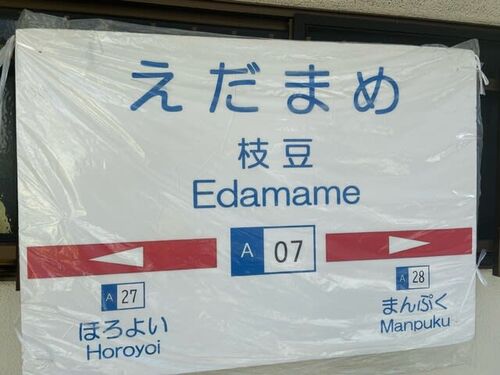 えだまめ
枝豆
Edamame
A 07
A 27
ほろよい
Horoyoi
A 28
まんぷく
Manpuku